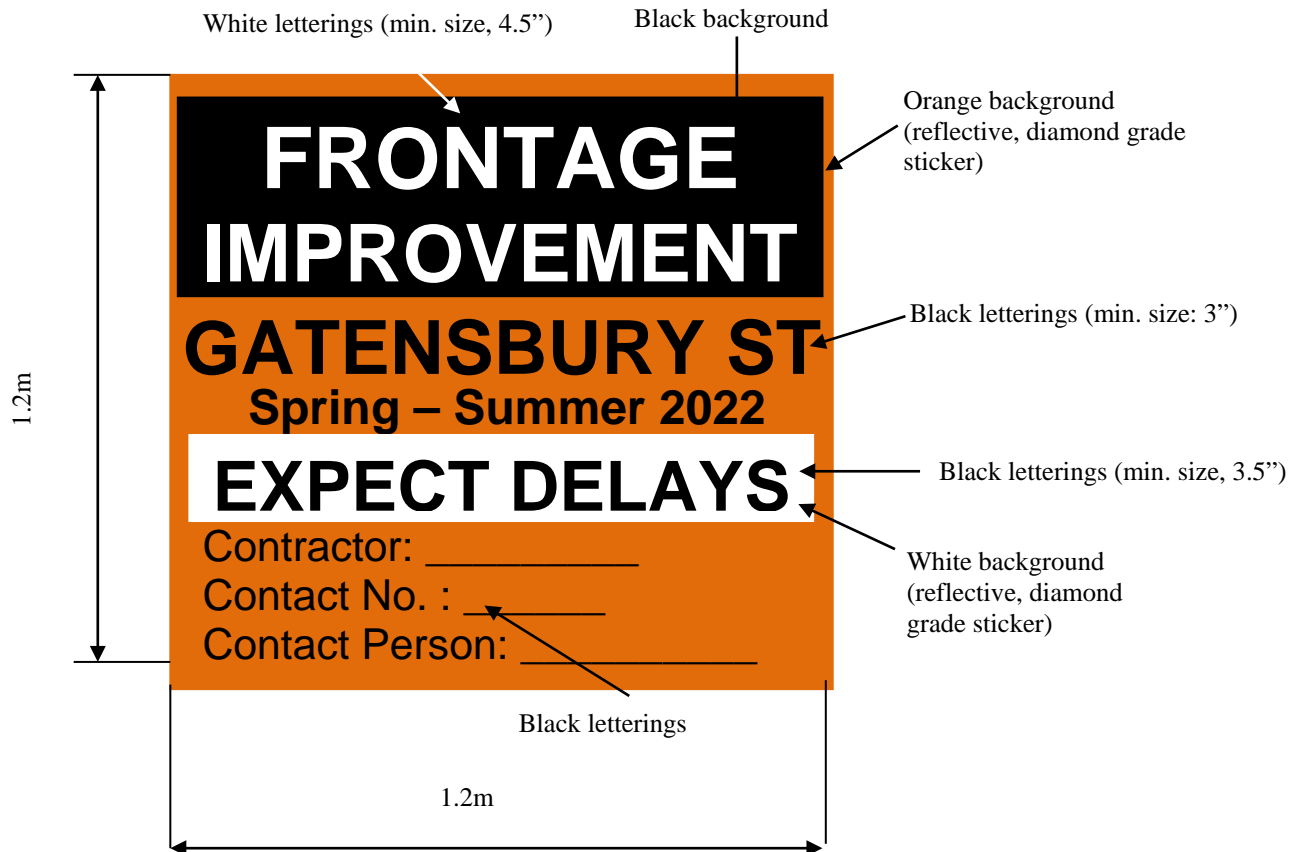 White letterings (min. size, 4.5”)
Black background
Orange background
(reflective, diamond grade
sticker)
FRONTAGE
IMPROVEMENT
GATENSBURY ST
Black letterings (min. size: 3”)
Spring – Summer 2022
1.2m
EXPECT DELAYS
Black letterings (min. size, 3.5”)
Contractor: _________
Contact No. : ______
Contact Person: __________
White background
(reflective, diamond
grade sticker)
Black letterings
1.2m